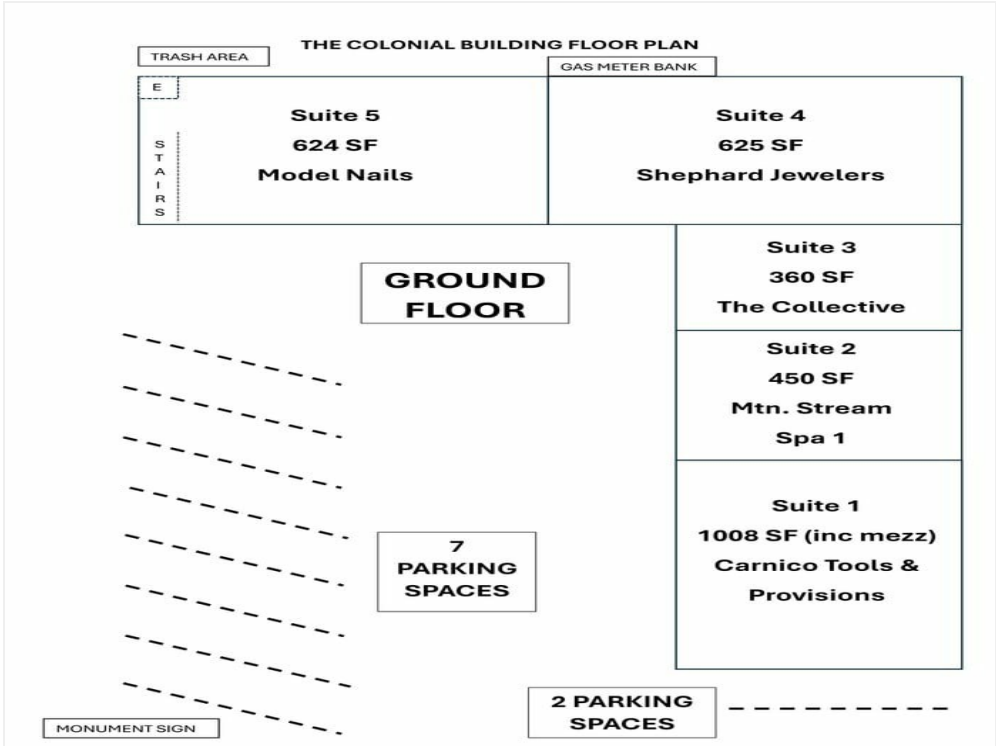 THE COLONIAL BUILDING FLOOR PLAN
TRASH AREA
GAS METER BANK
E
STAIRS
Suite 5
624 SF
Model Nails
Suite 4
625 SF
Shephard Jewelers
Suite 3
360 SF
The Collective
GROUND
FLOOR
Suite 2
450 SF
Mtn. Stream
Spa 1
Suite 1
1008 SF (inc mezz)
Carnico Tools &
Provisions
7
PARKING
SPACES
2 PARKING
SPACES
MONUMENT SIGN